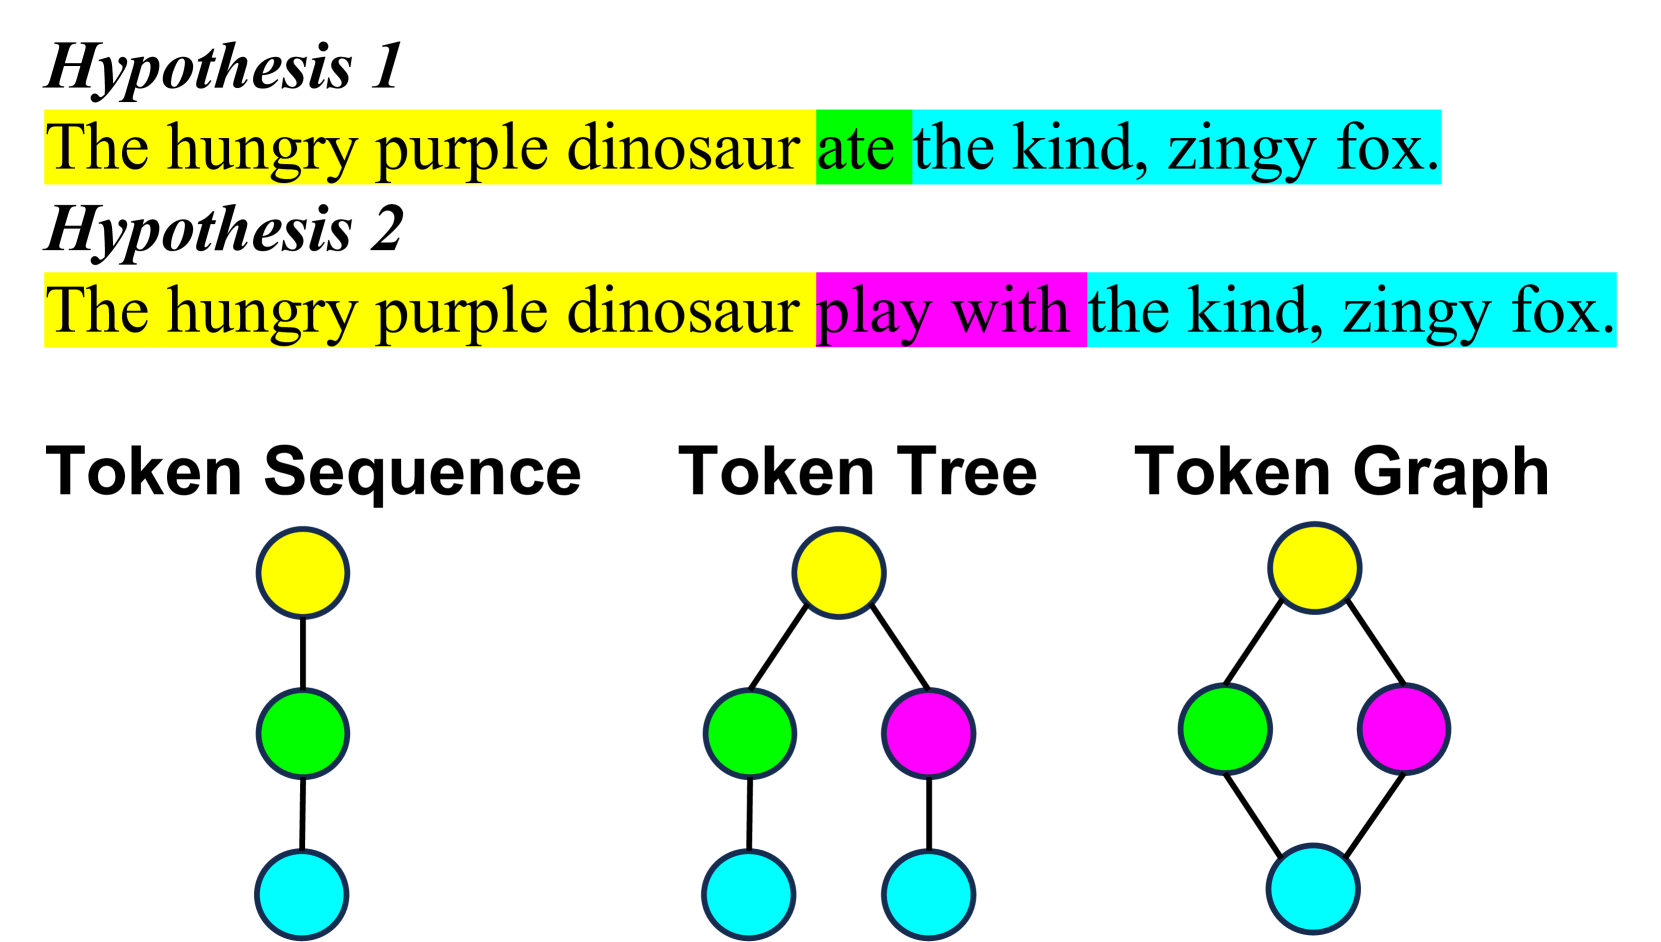 Hypothesis 1
The hungry purple dinosaur ate the kind, zingy fox.
Hypothesis 2
The hungry purple dinosaur play with the kind, zingy fox.
Token Sequence
Token Tree
Token Graph